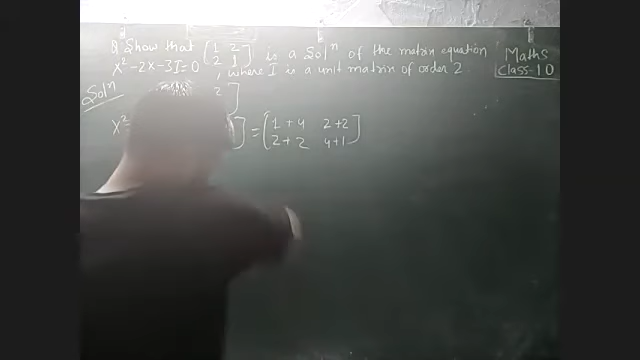 Q. Show that [1 2
2 1] is a Solⁿ of the matrix equation
X² - 2X - 3I = 0, where I is a unit matrix of order 2.
Maths
Class-10
Solⁿ
2
X² = ] = [1+4 2+2
2+2 4+1]